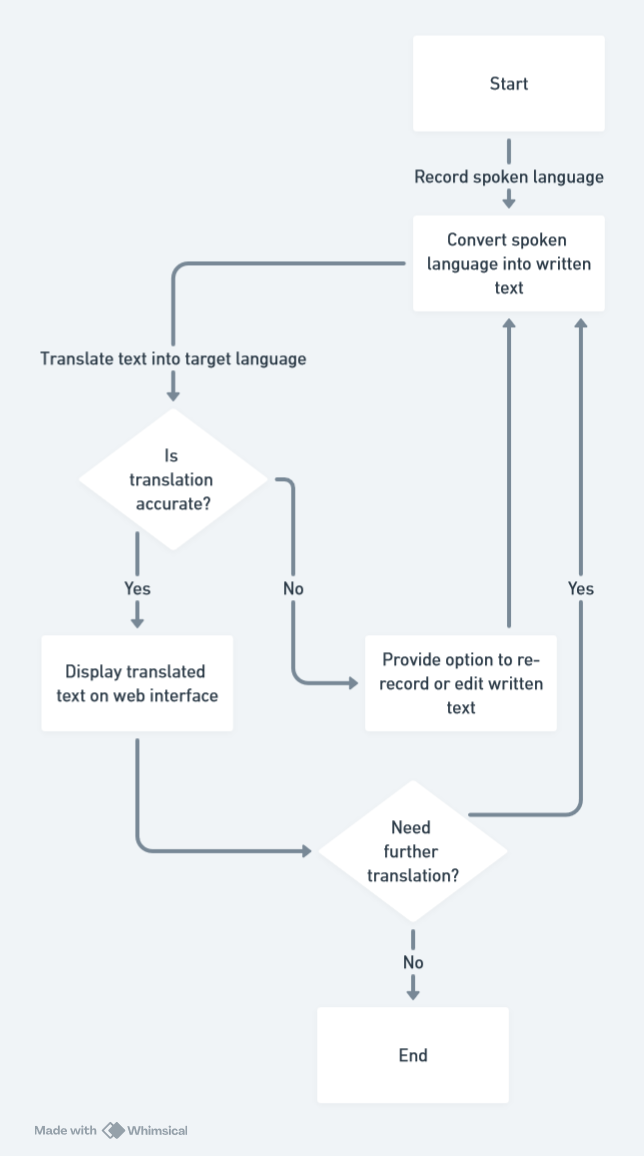 Start
Record spoken language
Convert spoken
language into written
text
Translate text into target language
Is
translation
accurate?
Yes
No
Yes
Display translated
text on web interface
Provide option to re-
record or edit written
text
Need
further
translation?
No
End
Made with Whimsical